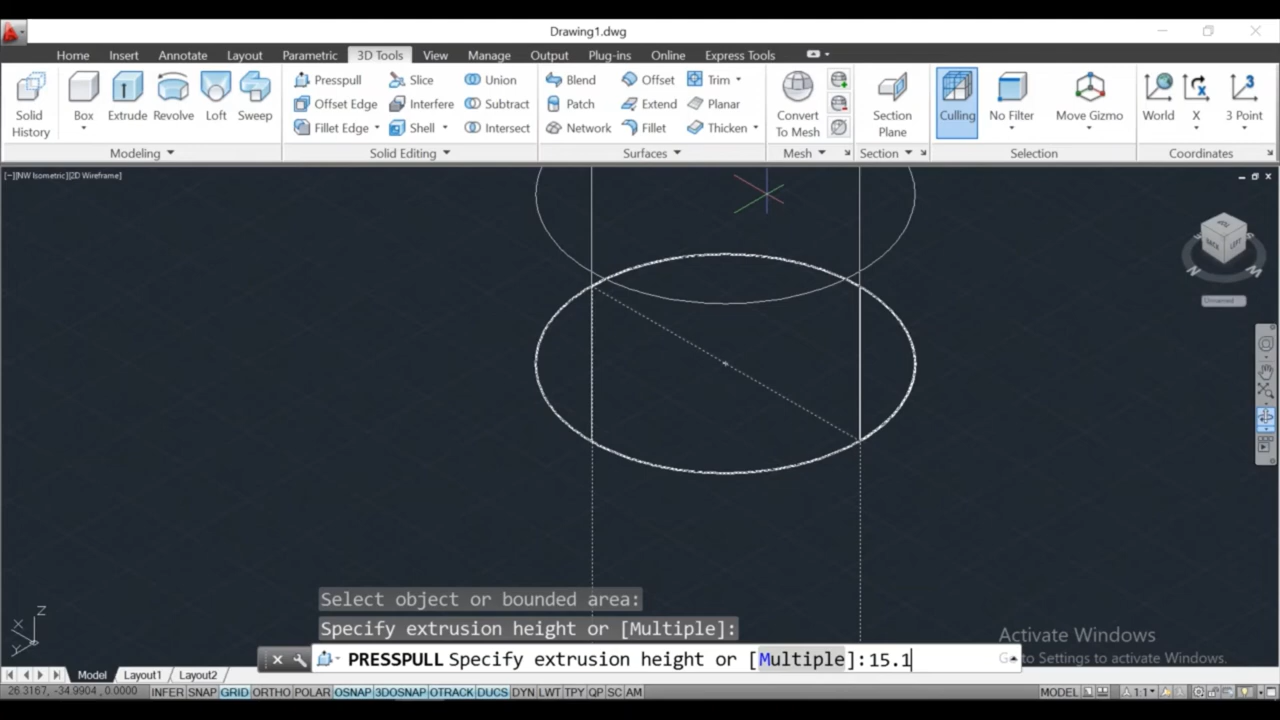 Drawing1.dwg
Home Insert Annotate Layout Parametric 3D Tools View Manage Output Plug-ins Online Express Tools
Presspull Slice Union Blend Offset Trim
Offset Edge Interfere Subtract Patch Extend Planar
Solid History Box Extrude Revolve Loft Sweep Convert To Mesh Section Plane Culling No Filter Move Gizmo World X 3 Point
Fillet Edge Shell Intersect Network Fillet Thicken
Modeling Solid Editing Surfaces Mesh Section Selection Coordinates
[−][NW Isometric][2D Wireframe]
TOP
BACK LEFT
N W
Unnamed
Select object or bounded area:
Z
X
Y
Specify extrusion height or [Multiple]:
Activate Windows
PRESSPULL Specify extrusion height or [Multiple]:15.1
Go to Settings to activate Windows.
Model Layout1 Layout2
26.3167, -34.9904, 0.0000 INFER SNAP GRID ORTHO POLAR OSNAP 3DOSNAP OTRACK DUCS DYN LWT TPY QP SC AM MODEL 1:1